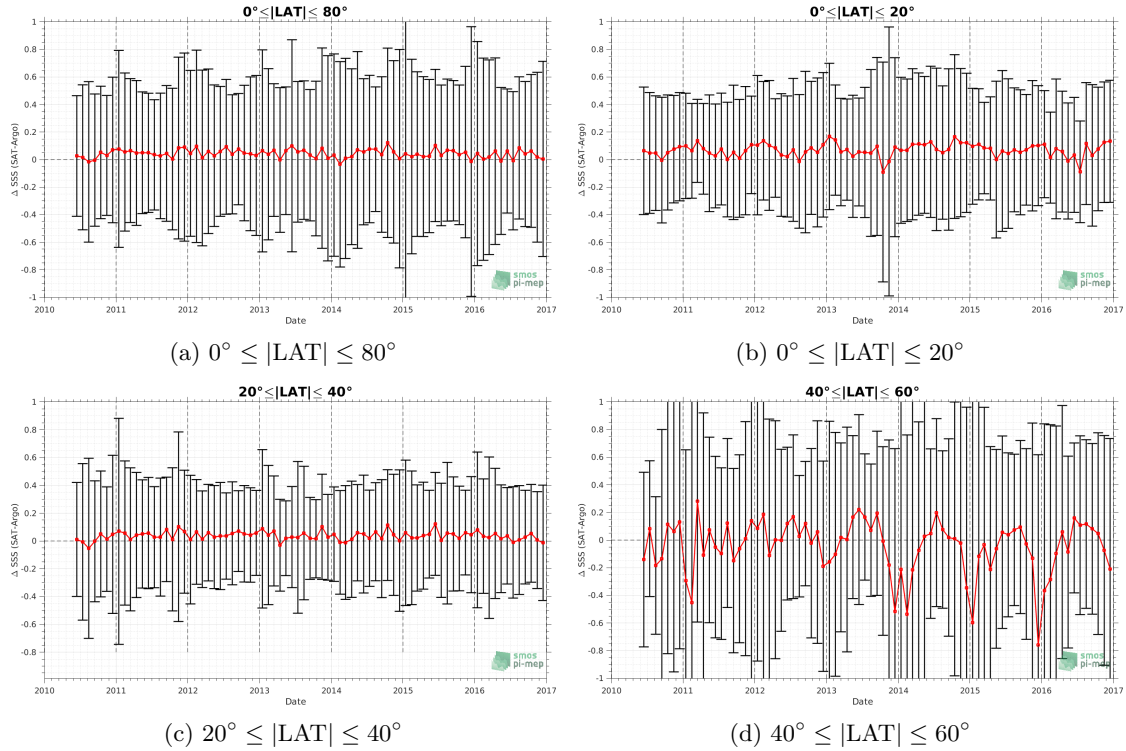 0°≤|LAT|≤ 80°
1
0.8
0.6
0.4
0.2
0
-0.2
-0.4
-0.6
-0.8
-1
Δ SSS (SAT-Argo)
2010 2011 2012 2013 2014 2015 2016 2017
Date
smos
pi-mep
(a) 0° ≤ |LAT| ≤ 80°
0°≤|LAT|≤ 20°
1
0.8
0.6
0.4
0.2
0
-0.2
-0.4
-0.6
-0.8
-1
Δ SSS (SAT-Argo)
2010 2011 2012 2013 2014 2015 2016 2017
Date
smos
pi-mep
(b) 0° ≤ |LAT| ≤ 20°
20°≤|LAT|≤ 40°
1
0.8
0.6
0.4
0.2
0
-0.2
-0.4
-0.6
-0.8
Δ SSS (SAT-Argo)
2010 2011 2012 2013 2014 2015 2016 2017
Date
smos
pi-mep
(c) 20° ≤ |LAT| ≤ 40°
40°≤|LAT|≤ 60°
1
0.8
0.6
0.4
0.2
0
-0.2
-0.4
-0.6
-0.8
-1
Δ SSS (SAT-Argo)
2010 2011 2012 2013 2014 2015 2016 2017
Date
smos
pi-mep
(d) 40° ≤ |LAT| ≤ 60°